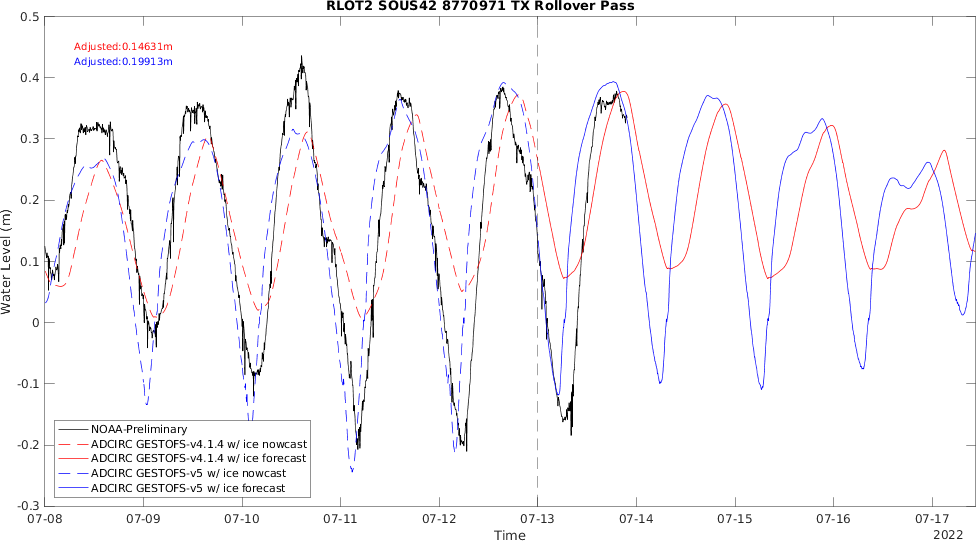 RLOT2 SOUS42 8770971 TX Rollover Pass
0.5
Adjusted:0.14631m
Adjusted:0.19913m
0.4
0.3
0.2
0.1
0
-0.1
-0.2
-0.3
Water Level (m)
NOAA-Preliminary
ADCIRC GESTOFS-v4.1.4 w/ ice nowcast
ADCIRC GESTOFS-v4.1.4 w/ ice forecast
ADCIRC GESTOFS-v5 w/ ice nowcast
ADCIRC GESTOFS-v5 w/ ice forecast
07-08 07-09 07-10 07-11 07-12 07-13 07-14 07-15 07-16 07-17
Time
2022